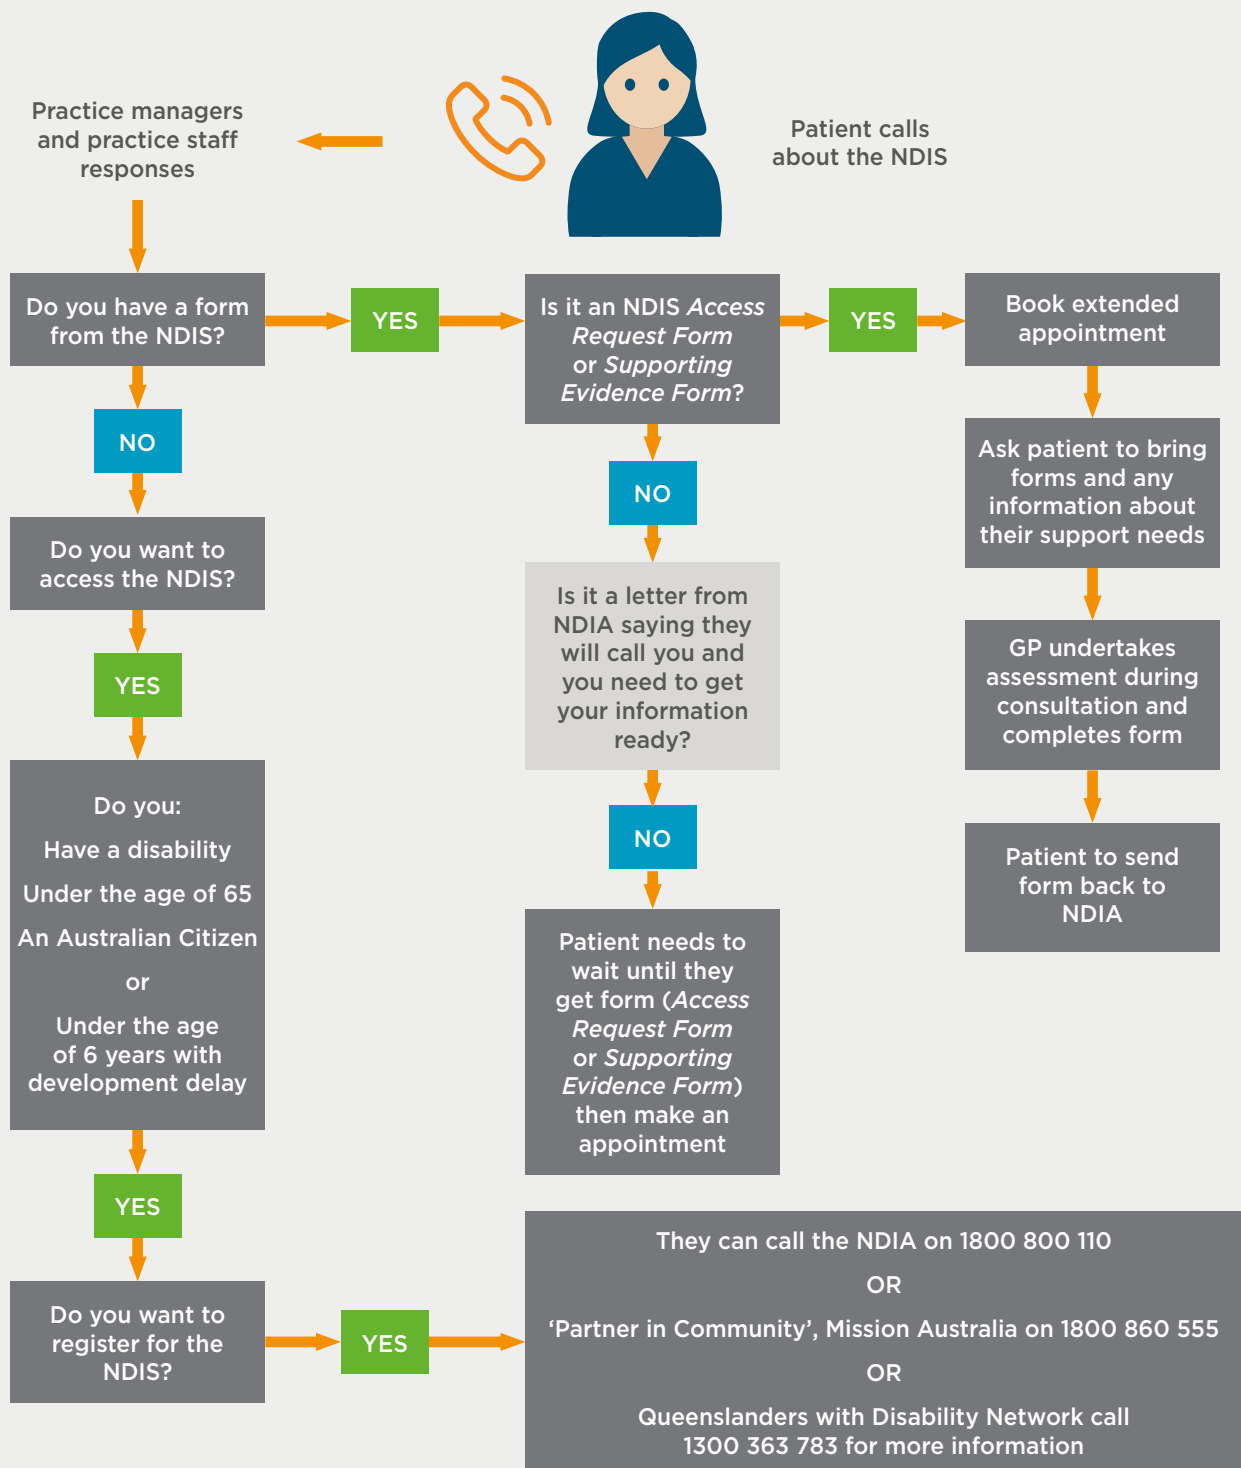 Practice managers
and practice staff
responses
Patient calls
about the NDIS
Do you have a form
from the NDIS?
YES
Is it an NDIS Access
Request Form
or Supporting
Evidence Form?
YES
Book extended
appointment
NO
Do you want to
access the NDIS?
YES
Do you:
Have a disability
Under the age of 65
An Australian Citizen
or
Under the age
of 6 years with
development delay
YES
Do you want to
register for the
NDIS?
YES
NO
Is it a letter from
NDIA saying they
will call you and
you need to get
your information
ready?
NO
Patient needs to
wait until they
get form (Access
Request Form
or Supporting
Evidence Form)
then make an
appointment
Ask patient to bring
forms and any
information about
their support needs
GP undertakes
assessment during
consultation and
completes form
Patient to send
form back to
NDIA
They can call the NDIA on 1800 800 110
OR
‘Partner in Community’, Mission Australia on 1800 860 555
OR
Queenslanders with Disability Network call
1300 363 783 for more information